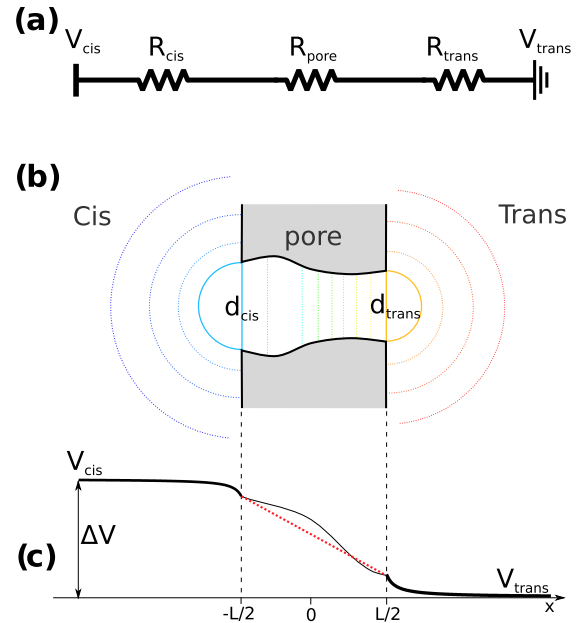 (a)
V_cis
R_cis
R_pore
R_trans
V_trans
(b)
Cis
pore
Trans
d_cis
d_trans
V_cis
ΔV
(c)
V_trans
-L/2
0
L/2
x